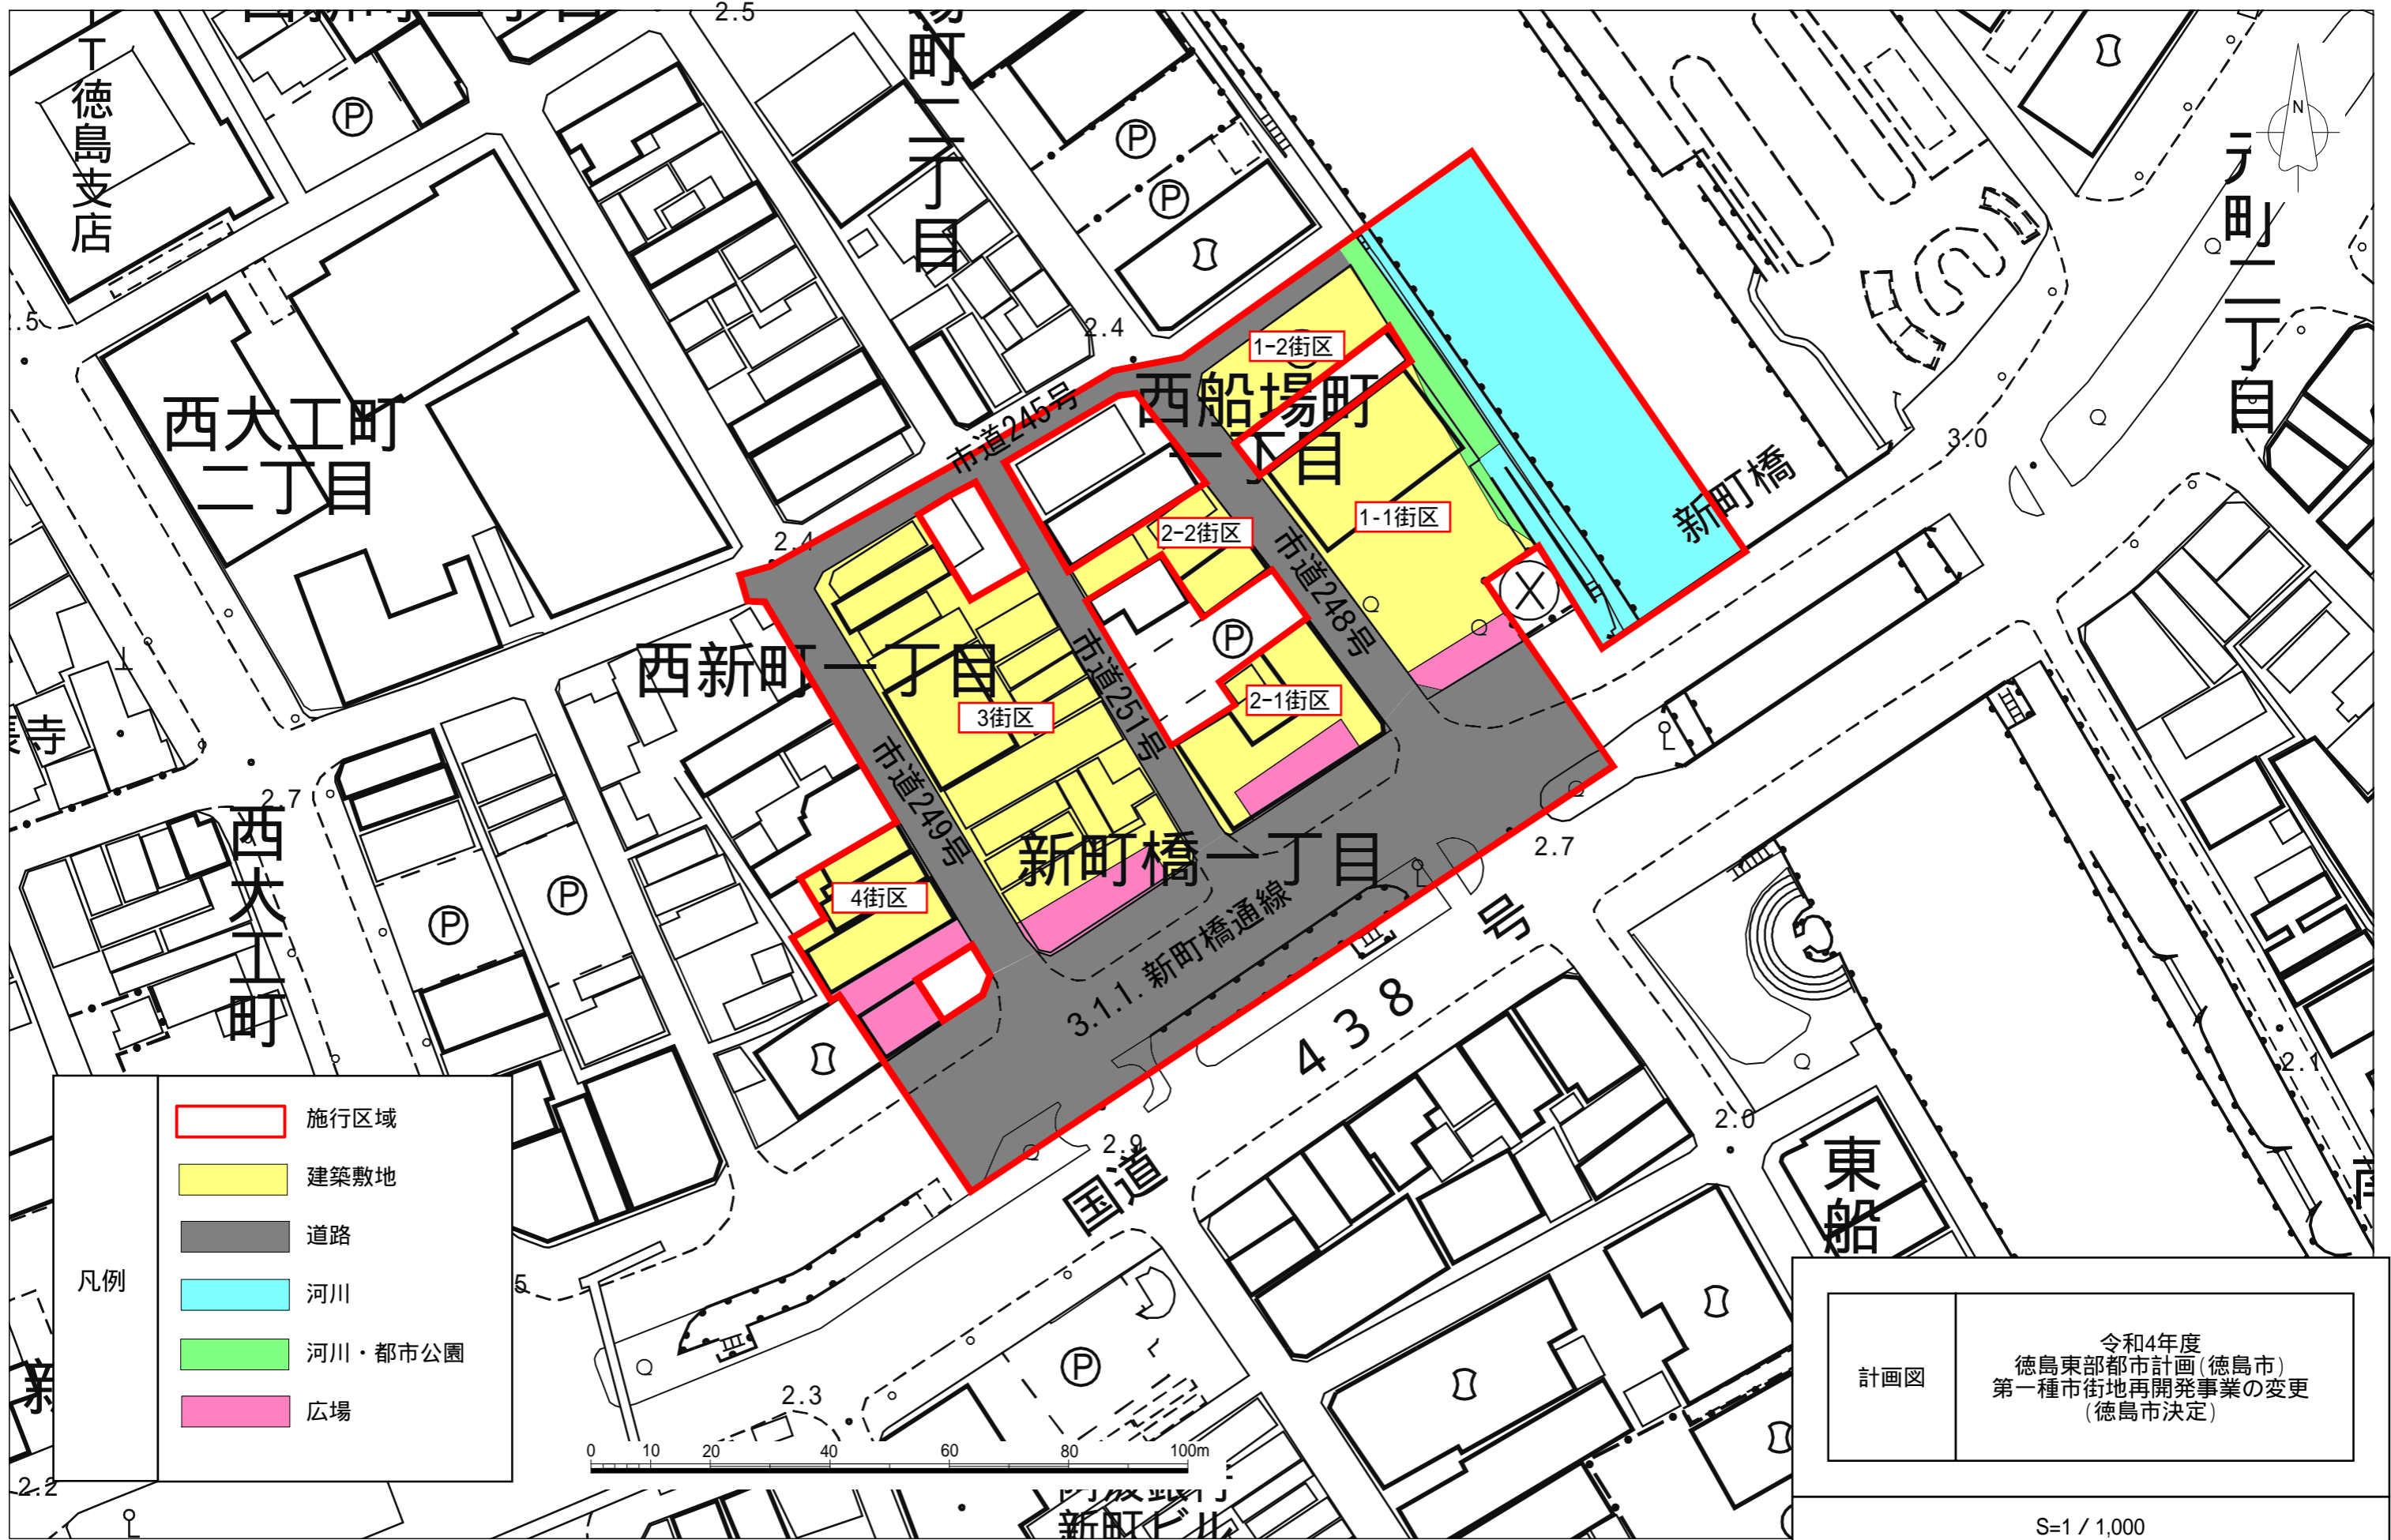 2.5
徳島支店
町二丁目
2.5
2.4
市道245号
西船場町
一丁目
1-2街区
1-1街区
2-2街区
市道248号
西大工町
二丁目
2.4
西新町一丁目
3街区
市道251号
2-1街区
市道249号
新町橋一丁目
4街区
3.1.1. 新町橋通線
新町橋
3.0
町二丁目
2.7
西大工町
2.7
国道
438
号
2.9
2.0
2.1
東船
2.3
2.2
新町ビル
N
凡例
施行区域
建築敷地
道路
河川
河川・都市公園
広場
0 10 20 40 60 80 100m
計画図
令和4年度
徳島東部都市計画(徳島市)
第一種市街地再開発事業の変更
(徳島市決定)
S=1 / 1,000